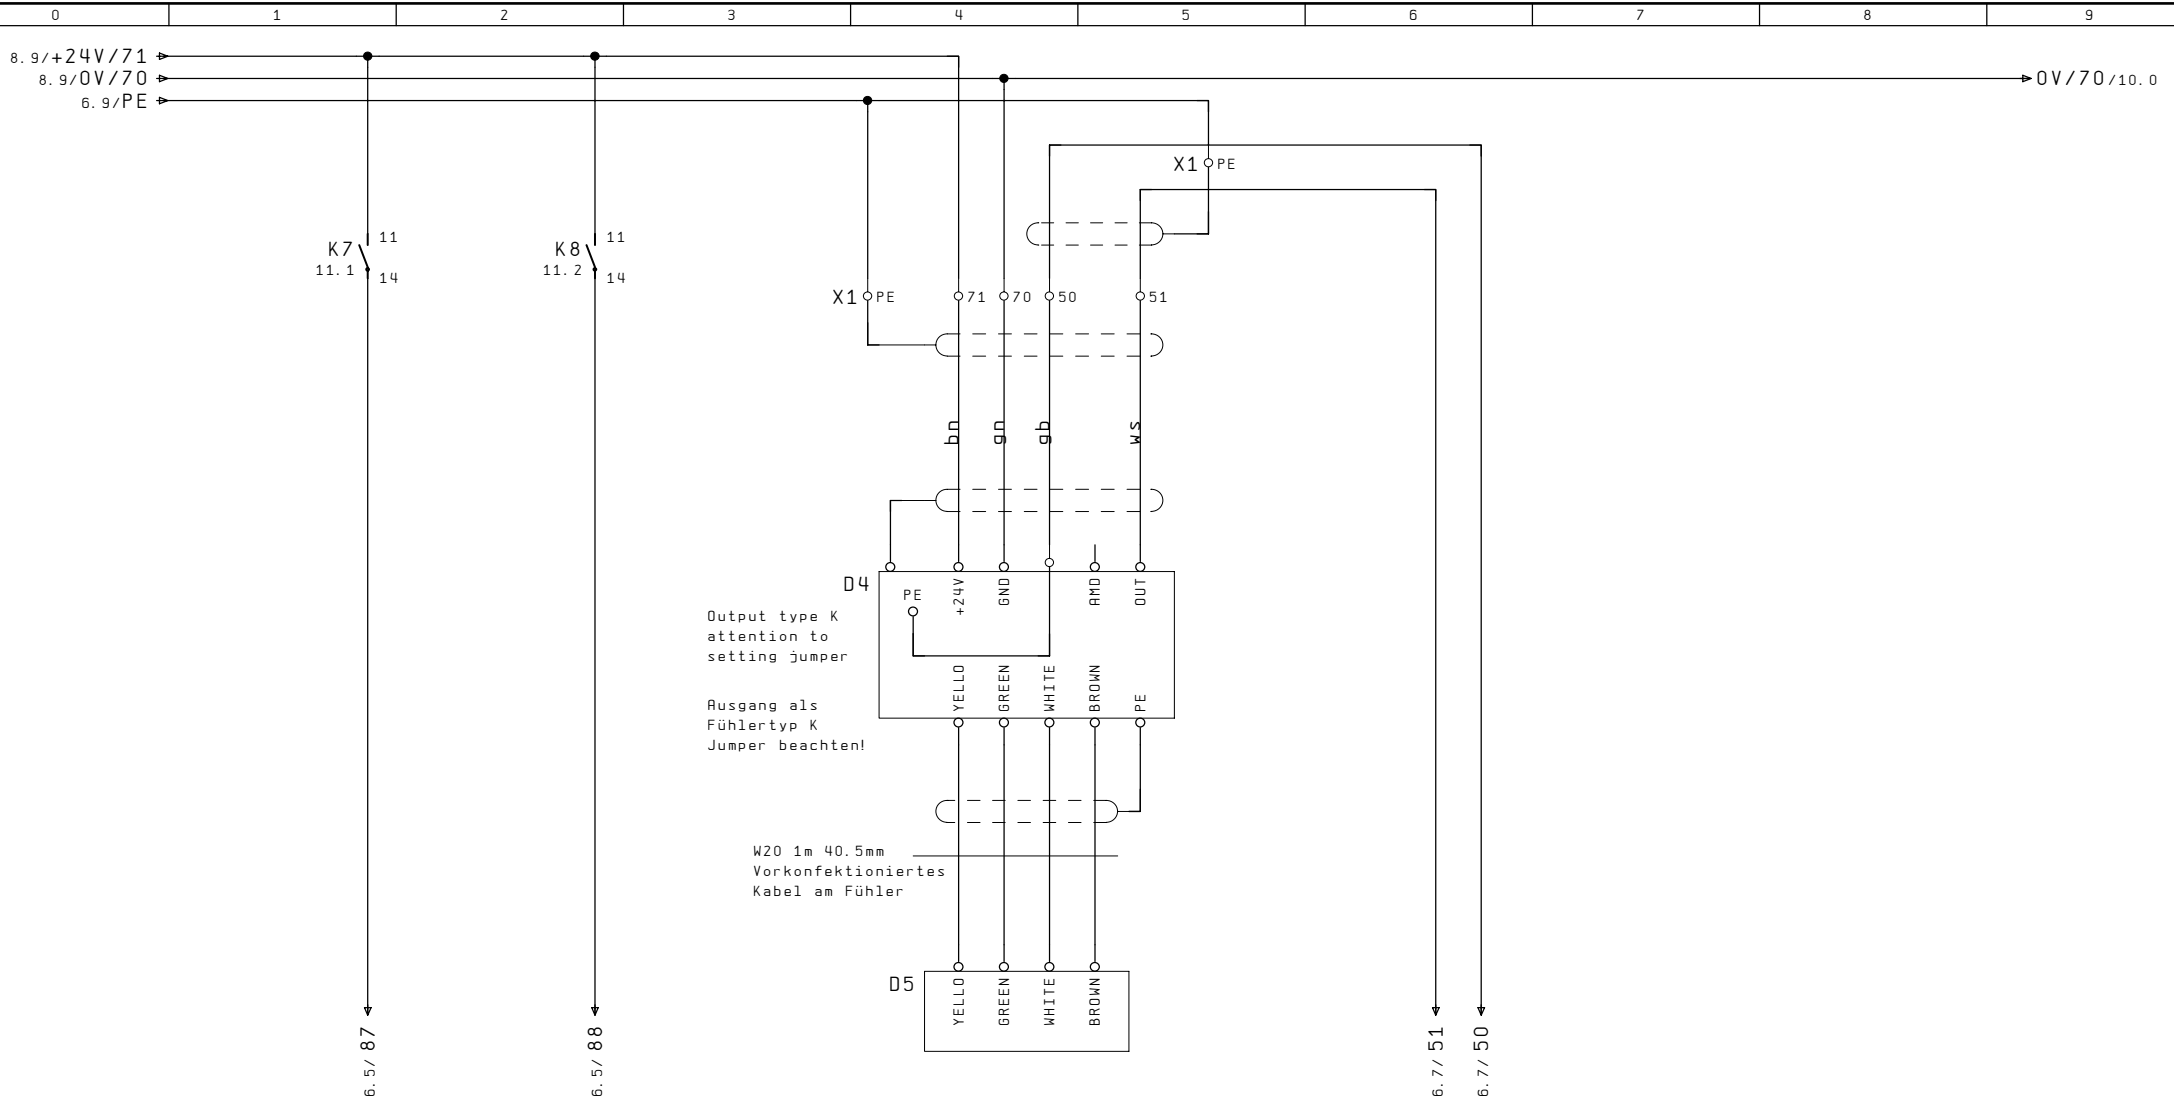 0 1 2 3 4 5 6 7 8 9
8.9/+24V/71
8.9/0V/70
0V/70/10.0
6.9/PE
X1 PE
K7 11
11.1 14
K8 11
11.2 14
X1 PE 71 70 50 51
bn gn gb ws
D4
PE +24V GND AMD OUT
Output type K
attention to
setting jumper
YELLO GREEN WHITE BROWN PE
Ausgang als
Fühlertyp K
Jumper beachten!
W20 1m 40.5mm
Vorkonfektioniertes
Kabel am Fühler
D5
YELLO GREEN WHITE BROWN
6.5/87
6.5/88
6.7/51
6.7/50